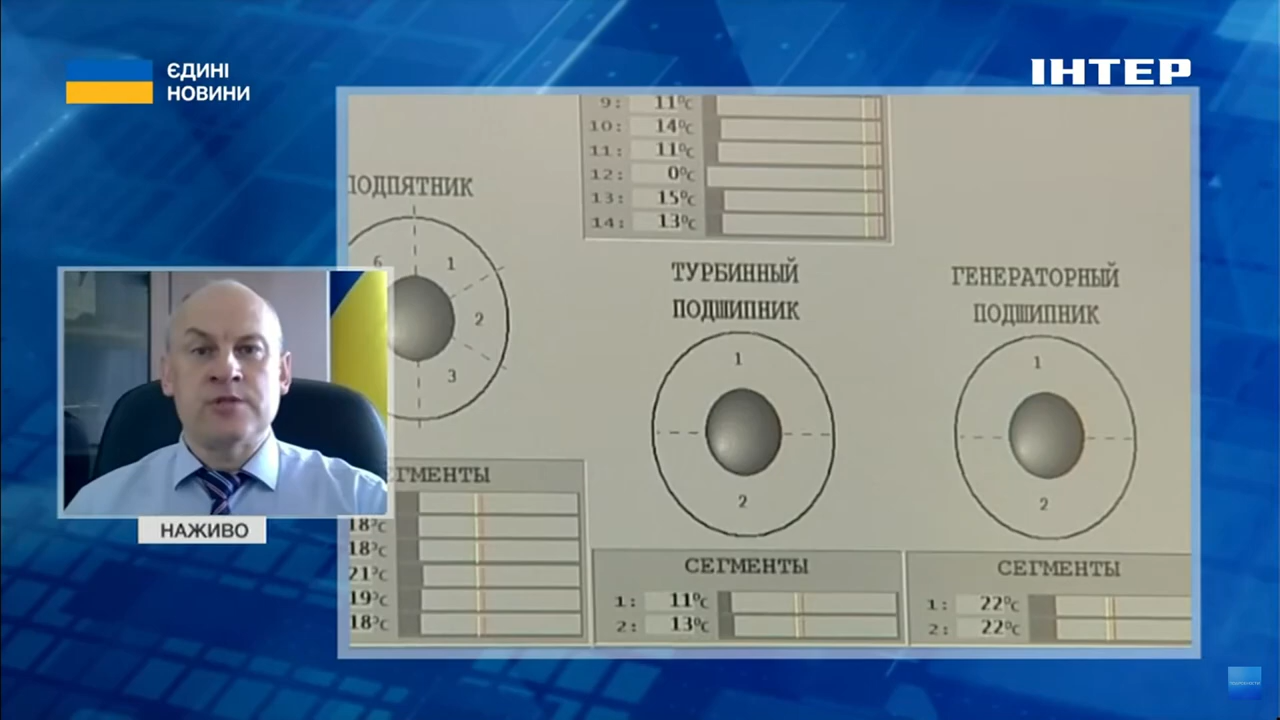 ЄДИНІ
НОВИНИ
ІНТЕР
9: 11°C
10: 14°C
11: 11°C
12: 0°C
13: 15°C
14: 13°C
ПОДПЯТНИК
6
1
2
3
ТУРБИННЫЙ
ПОДШИПНИК
1
2
ГЕНЕРАТОРНЫЙ
ПОДШИПНИК
1
2
ЕГМЕНТЫ
18°C
18°C
21°C
19°C
18°C
СЕГМЕНТЫ
1: 11°C
2: 13°C
СЕГМЕНТЫ
1: 22°C
2: 22°C
НАЖИВО